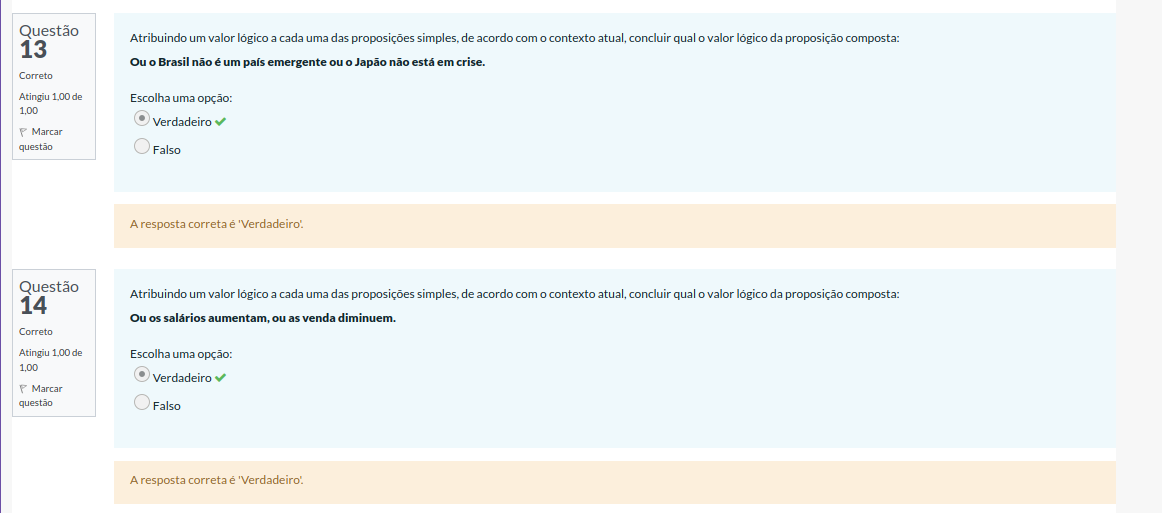 Questão
13
Correto
Atingiu 1,00 de
1,00
Marcar
questão
Atribuindo um valor lógico a cada uma das proposições simples, de acordo com o contexto atual, concluir qual o valor lógico da proposição composta:
Ou o Brasil não é um país emergente ou o Japão não está em crise.
Escolha uma opção:
Verdadeiro
Falso
A resposta correta é 'Verdadeiro'.
Questão
14
Correto
Atingiu 1,00 de
1,00
Marcar
questão
Atribuindo um valor lógico a cada uma das proposições simples, de acordo com o contexto atual, concluir qual o valor lógico da proposição composta:
Ou os salários aumentam, ou as venda diminuem.
Escolha uma opção:
Verdadeiro
Falso
A resposta correta é 'Verdadeiro'.